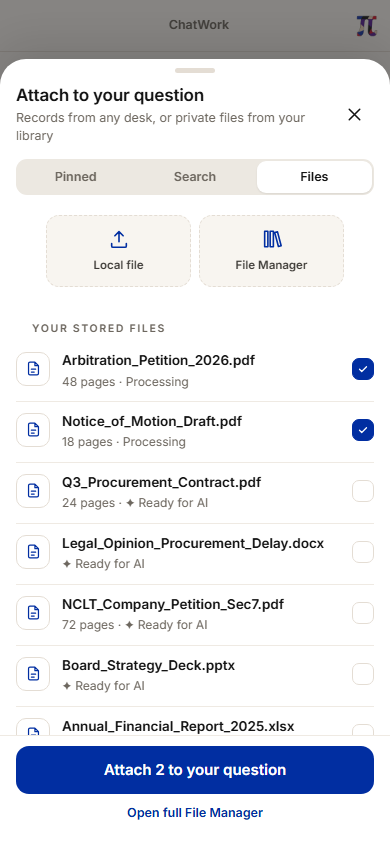 ChatWork
Attach to your question
Records from any desk, or private files from your
library
Pinned
Search
Files
Local file
File Manager
YOUR STORED FILES
Arbitration_Petition_2026.pdf
48 pages · Processing
Notice_of_Motion_Draft.pdf
18 pages · Processing
Q3_Procurement_Contract.pdf
24 pages · ✦ Ready for AI
Legal_Opinion_Procurement_Delay.docx
✦ Ready for AI
NCLT_Company_Petition_Sec7.pdf
72 pages · ✦ Ready for AI
Board_Strategy_Deck.pptx
✦ Ready for AI
Annual_Financial_Report_2025.xlsx
Attach 2 to your question
Open full File Manager